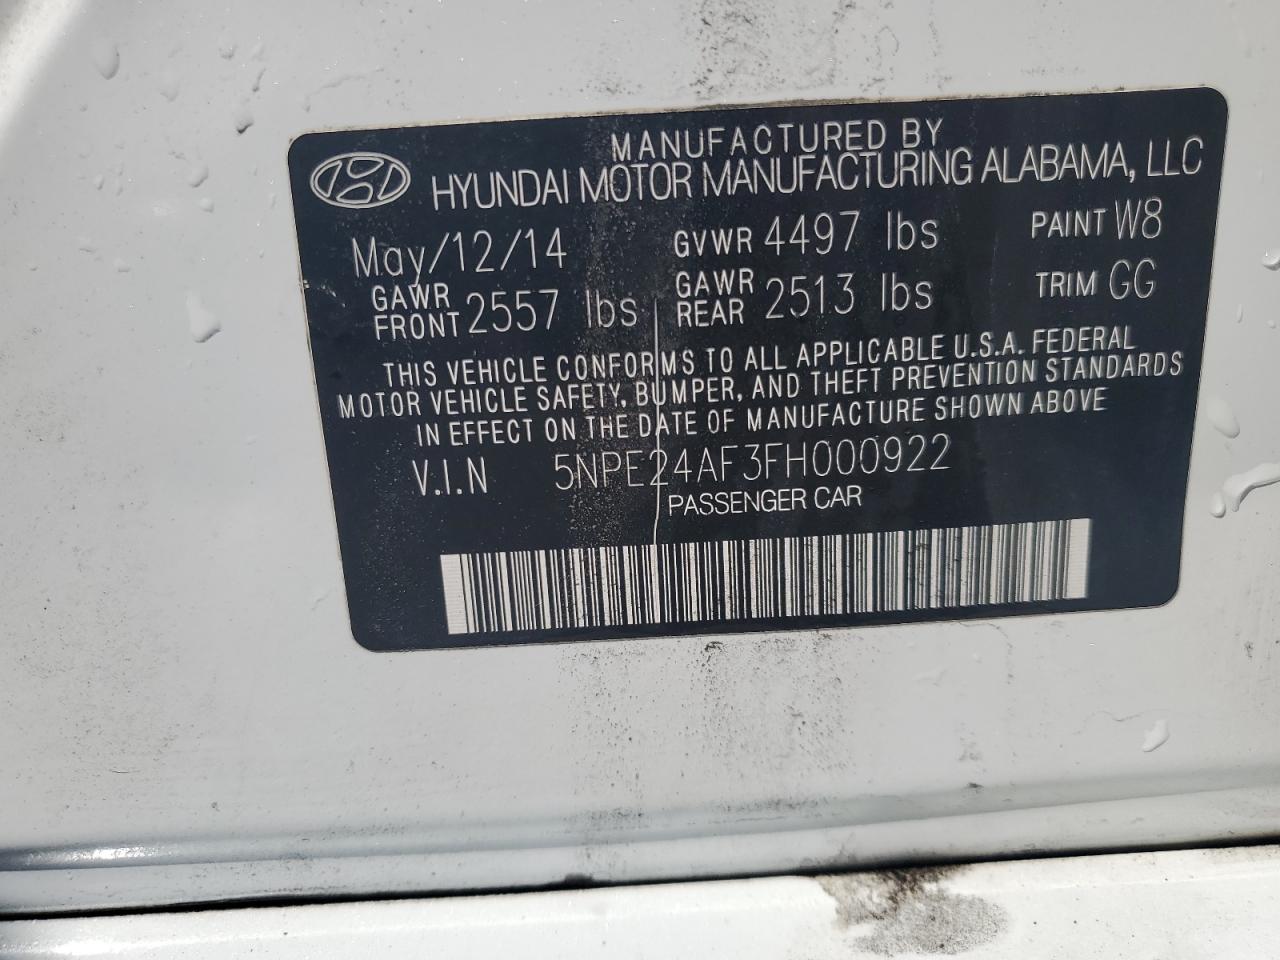 MANUFACTURED BY
HYUNDAI MOTOR MANUFACTURING ALABAMA, LLC
May/12/14 GVWR 4497 lbs PAINT W8
GAWR FRONT 2557 lbs GAWR REAR 2513 lbs TRIM GG
THIS VEHICLE CONFORMS TO ALL APPLICABLE U.S.A. FEDERAL
MOTOR VEHICLE SAFETY, BUMPER, AND THEFT PREVENTION STANDARDS
IN EFFECT ON THE DATE OF MANUFACTURE SHOWN ABOVE
V.I.N 5NPE24AF3FH000922
PASSENGER CAR